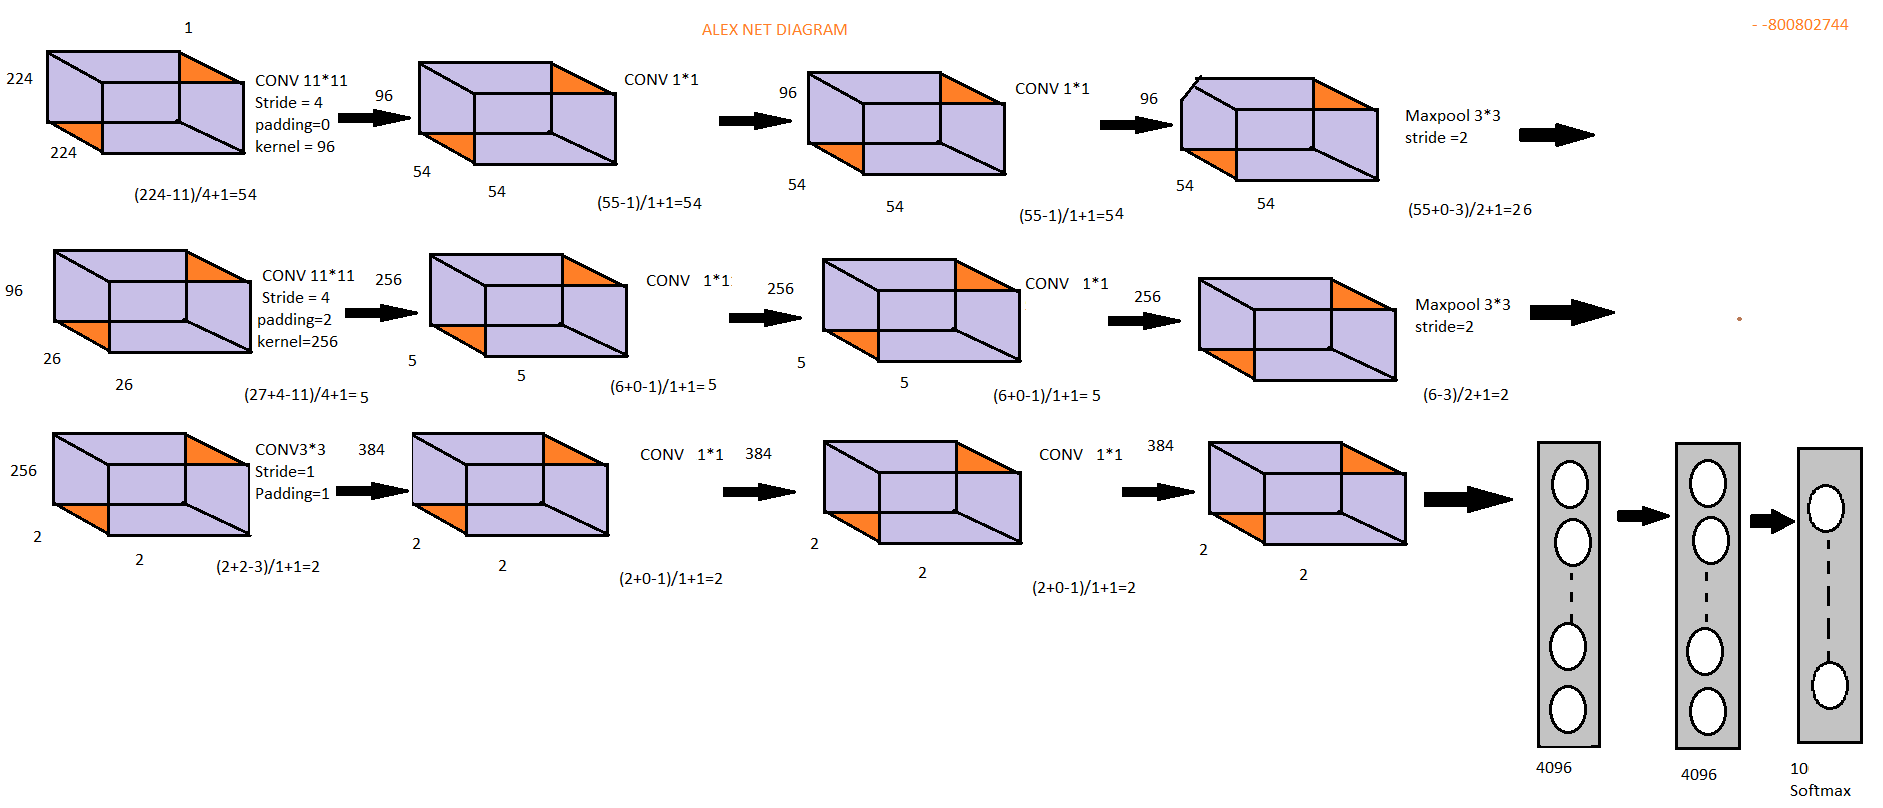 ALEX NET DIAGRAM
- -800802744
1
224
224
CONV 11*11
Stride = 4
padding=0
kernel = 96
(224-11)/4+1=54
96
54
54
CONV 1*1
(55-1)/1+1=54
96
54
54
CONV 1*1
(55-1)/1+1=54
96
54
54
Maxpool 3*3
stride =2
(55+0-3)/2+1=26
96
26
26
CONV 11*11
Stride = 4
padding=2
kernel=256
(27+4-11)/4+1= 5
256
5
5
CONV 1*1
(6+0-1)/1+1= 5
256
5
5
CONV 1*1
(6+0-1)/1+1= 5
256
Maxpool 3*3
stride=2
(6-3)/2+1=2
256
2
2
CONV3*3
Stride=1
Padding=1
(2+2-3)/1+1=2
384
2
2
CONV 1*1
(2+0-1)/1+1=2
384
2
2
CONV 1*1
(2+0-1)/1+1=2
384
2
2
4096
4096
10
Softmax